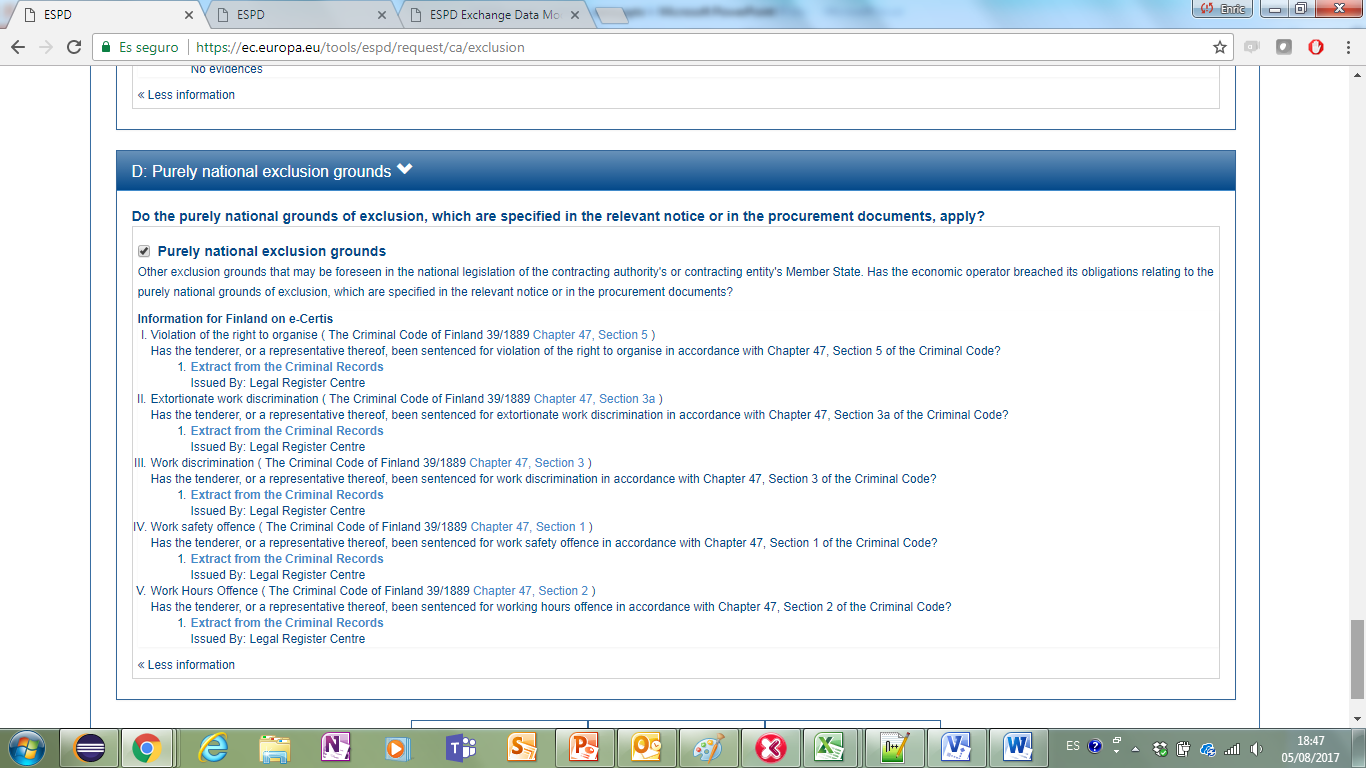 ESPD
ESPD
ESPD Exchange Data Mo
Enric
Es seguro
https://ec.europa.eu/tools/espd/request/ca/exclusion
No evidences
« Less information
D: Purely national exclusion grounds
Do the purely national grounds of exclusion, which are specified in the relevant notice or in the procurement documents, apply?
Purely national exclusion grounds
Other exclusion grounds that may be foreseen in the national legislation of the contracting authority's or contracting entity's Member State. Has the economic operator breached its obligations relating to the
purely national grounds of exclusion, which are specified in the relevant notice or in the procurement documents?
Information for Finland on e-Certis
I. Violation of the right to organise ( The Criminal Code of Finland 39/1889 Chapter 47, Section 5 )
Has the tenderer, or a representative thereof, been sentenced for violation of the right to organise in accordance with Chapter 47, Section 5 of the Criminal Code?
1. Extract from the Criminal Records
Issued By: Legal Register Centre
II. Extortionate work discrimination ( The Criminal Code of Finland 39/1889 Chapter 47, Section 3a )
Has the tenderer, or a representative thereof, been sentenced for extortionate work discrimination in accordance with Chapter 47, Section 3a of the Criminal Code?
1. Extract from the Criminal Records
Issued By: Legal Register Centre
III. Work discrimination ( The Criminal Code of Finland 39/1889 Chapter 47, Section 3 )
Has the tenderer, or a representative thereof, been sentenced for work discrimination in accordance with Chapter 47, Section 3 of the Criminal Code?
1. Extract from the Criminal Records
Issued By: Legal Register Centre
IV. Work safety offence ( The Criminal Code of Finland 39/1889 Chapter 47, Section 1 )
Has the tenderer, or a representative thereof, been sentenced for work safety offence in accordance with Chapter 47, Section 1 of the Criminal Code?
1. Extract from the Criminal Records
Issued By: Legal Register Centre
V. Work Hours Offence ( The Criminal Code of Finland 39/1889 Chapter 47, Section 2 )
Has the tenderer, or a representative thereof, been sentenced for working hours offence in accordance with Chapter 47, Section 2 of the Criminal Code?
1. Extract from the Criminal Records
Issued By: Legal Register Centre
« Less information
ES
18:47
05/08/2017